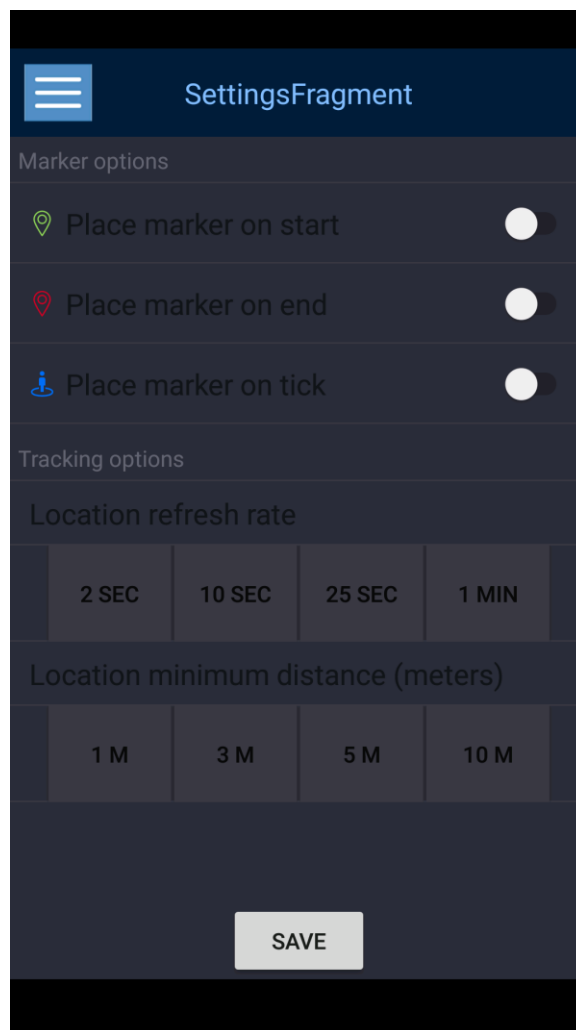 SettingsFragment
Marker options
Place marker on start
Place marker on end
Place marker on tick
Tracking options
Location refresh rate
2 SEC 10 SEC 25 SEC 1 MIN
Location minimum distance (meters)
1 M 3 M 5 M 10 M
SAVE